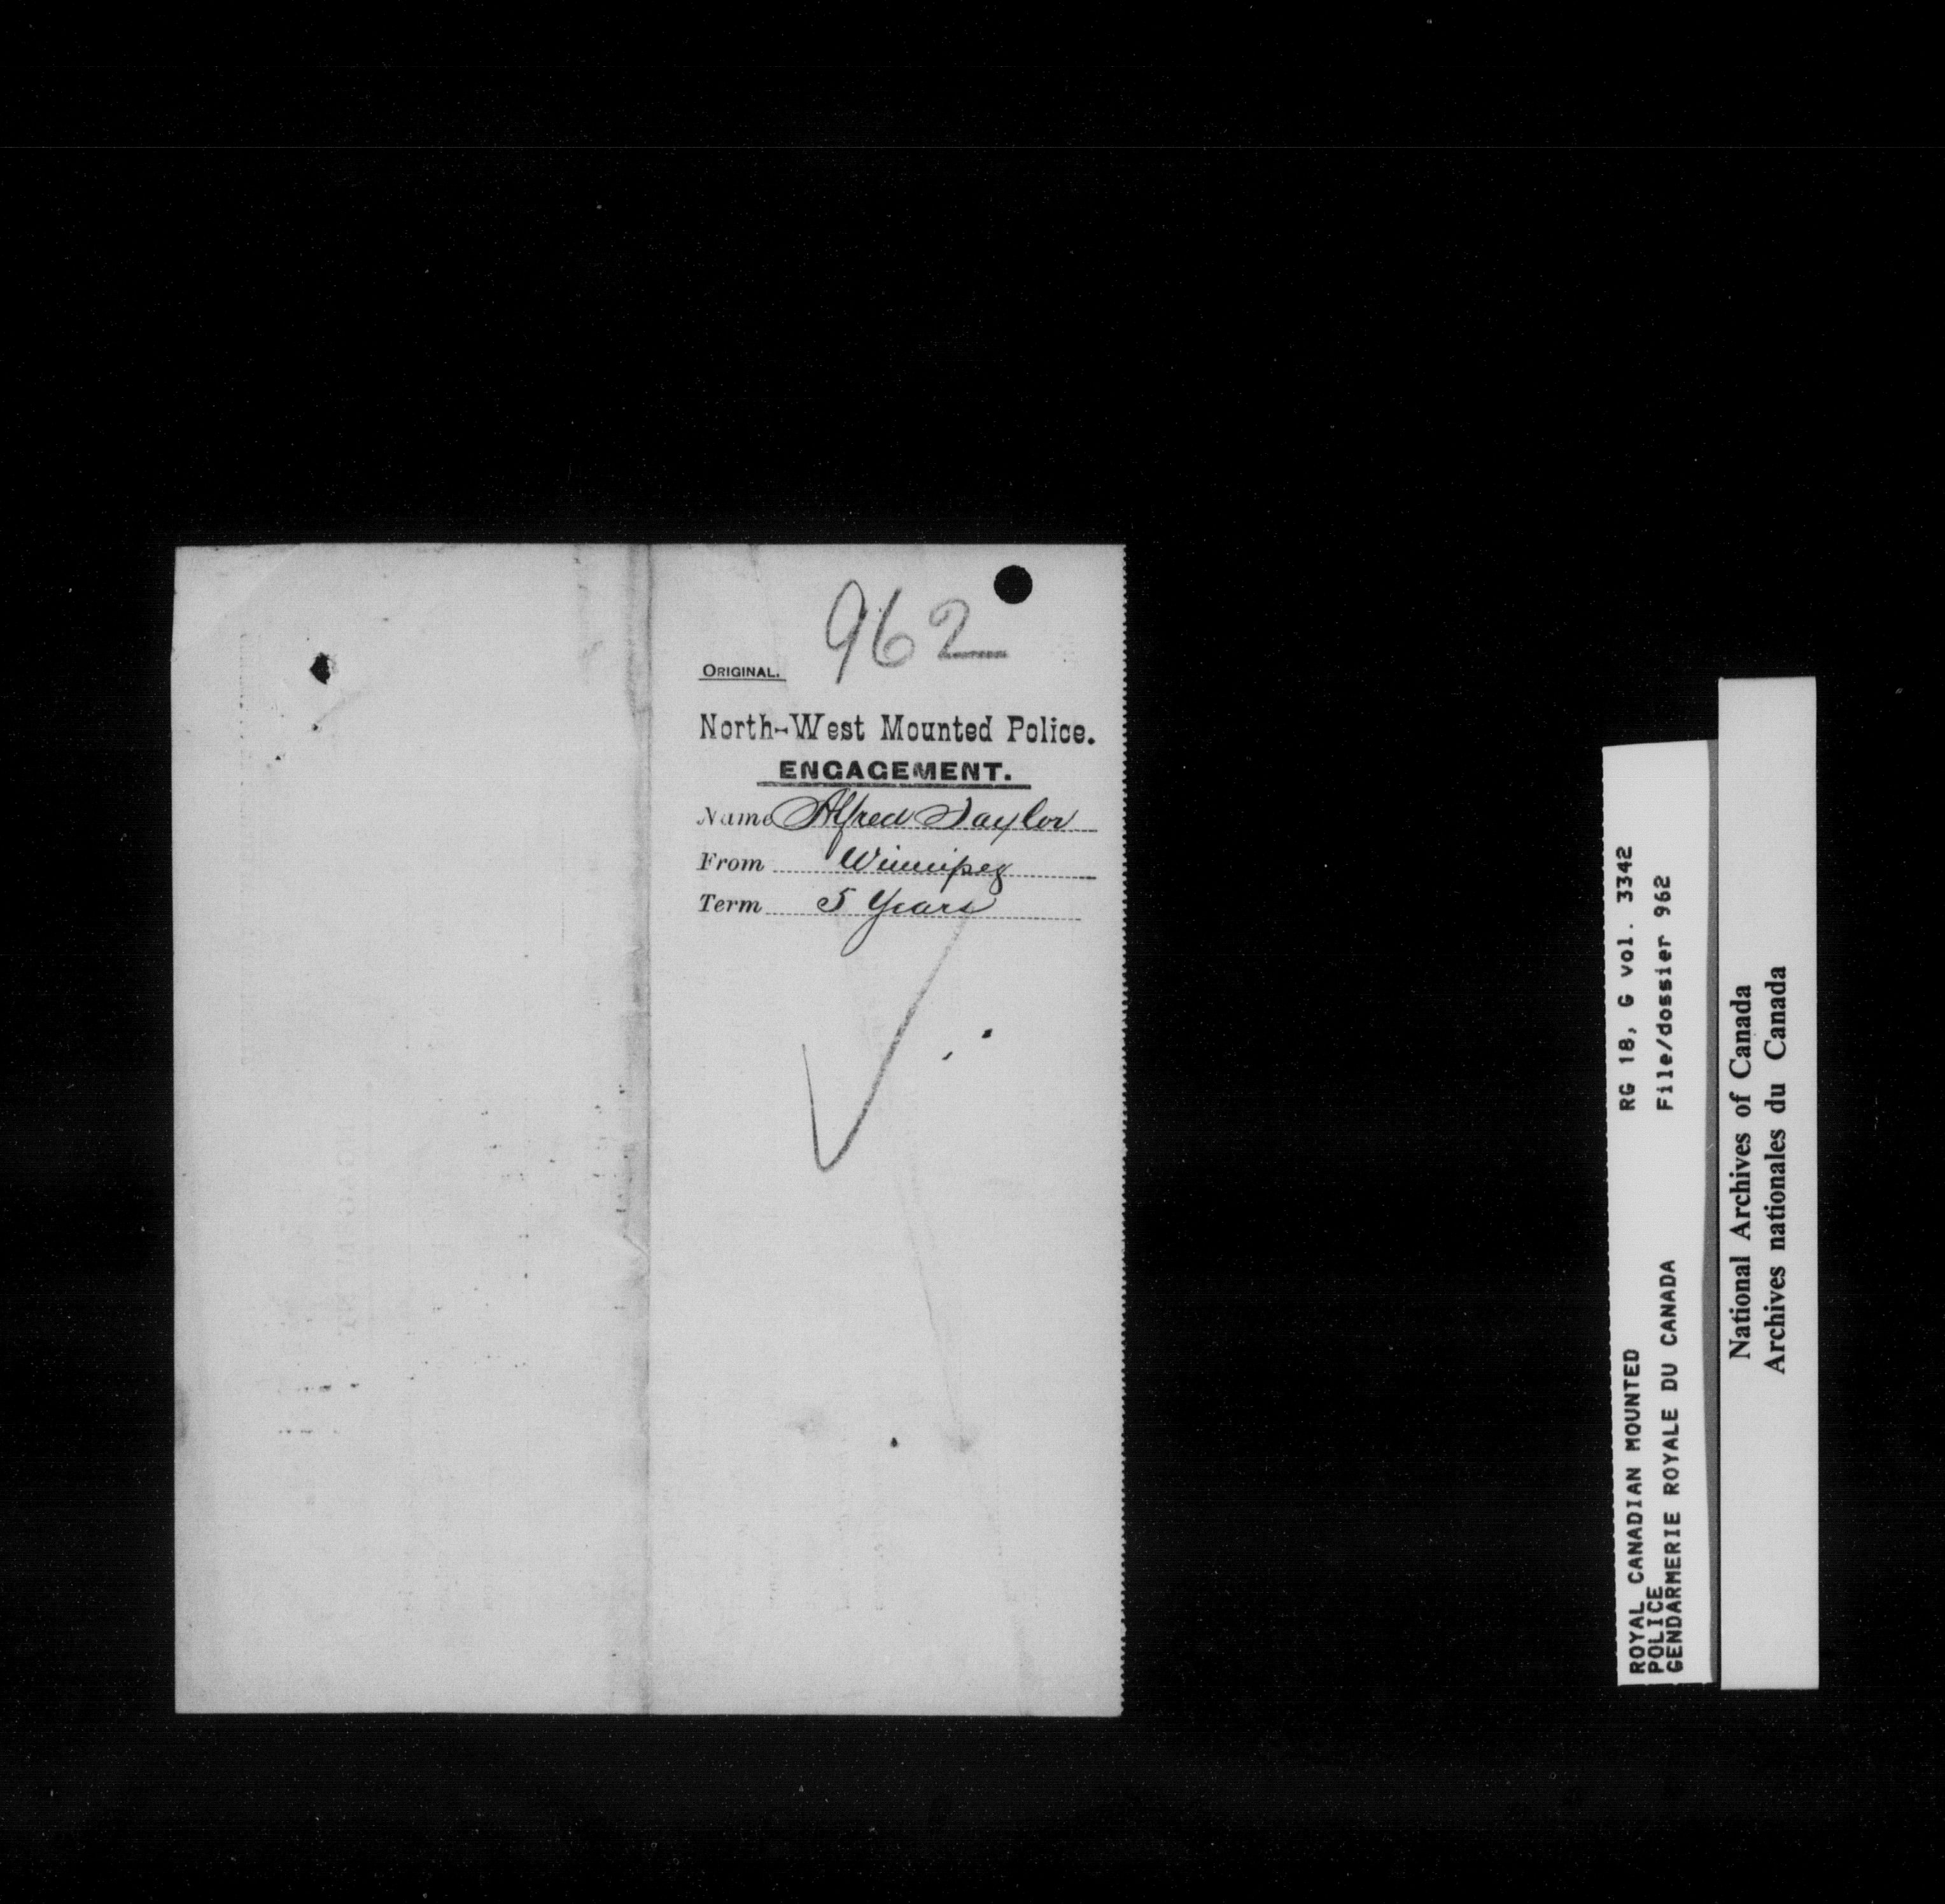 962
ORIGINAL.
North-West Mounted Police.
ENGAGEMENT.
Name Alfred Taylor
From Winnipeg
Term 5 Years
RG 18, G vol. 3342
File/dossier 962
ROYAL CANADIAN MOUNTED
POLICE
GENDARMERIE ROYALE DU CANADA
National Archives of Canada
Archives nationales du Canada